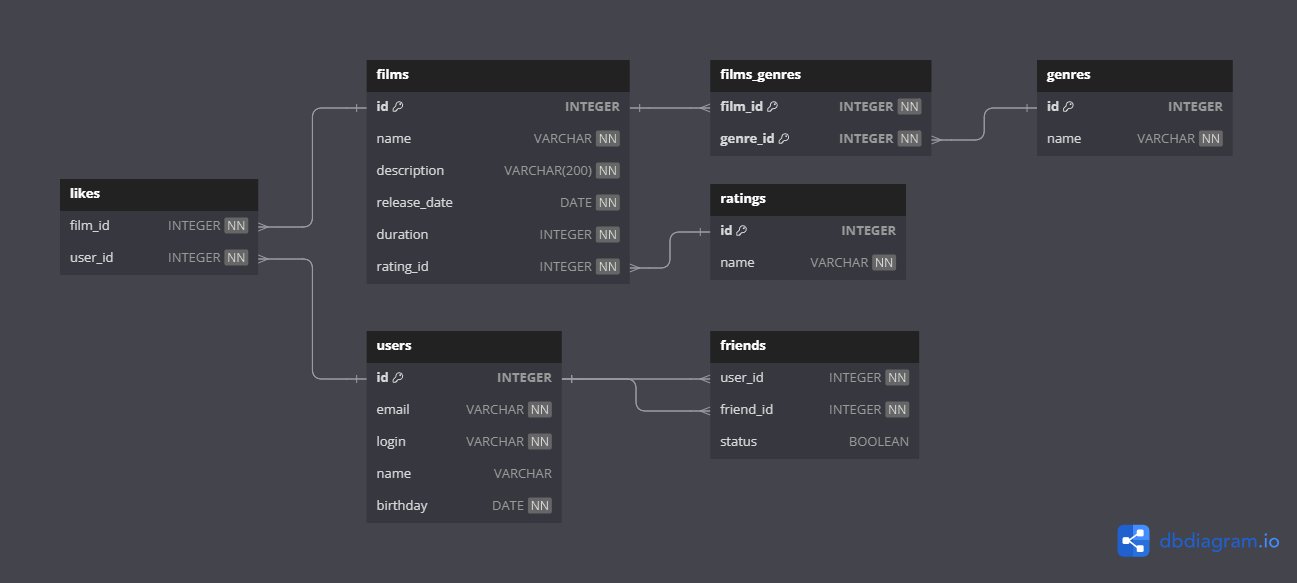 films
id INTEGER
name VARCHAR NN
description VARCHAR(200) NN
release_date DATE NN
duration INTEGER NN
rating_id INTEGER NN
films_genres
film_id INTEGER NN
genre_id INTEGER NN
genres
id INTEGER
name VARCHAR NN
likes
film_id INTEGER NN
user_id INTEGER NN
ratings
id INTEGER
name VARCHAR NN
users
id INTEGER
email VARCHAR NN
login VARCHAR NN
name VARCHAR
birthday DATE NN
friends
user_id INTEGER NN
friend_id INTEGER NN
status BOOLEAN
dbdiagram.io